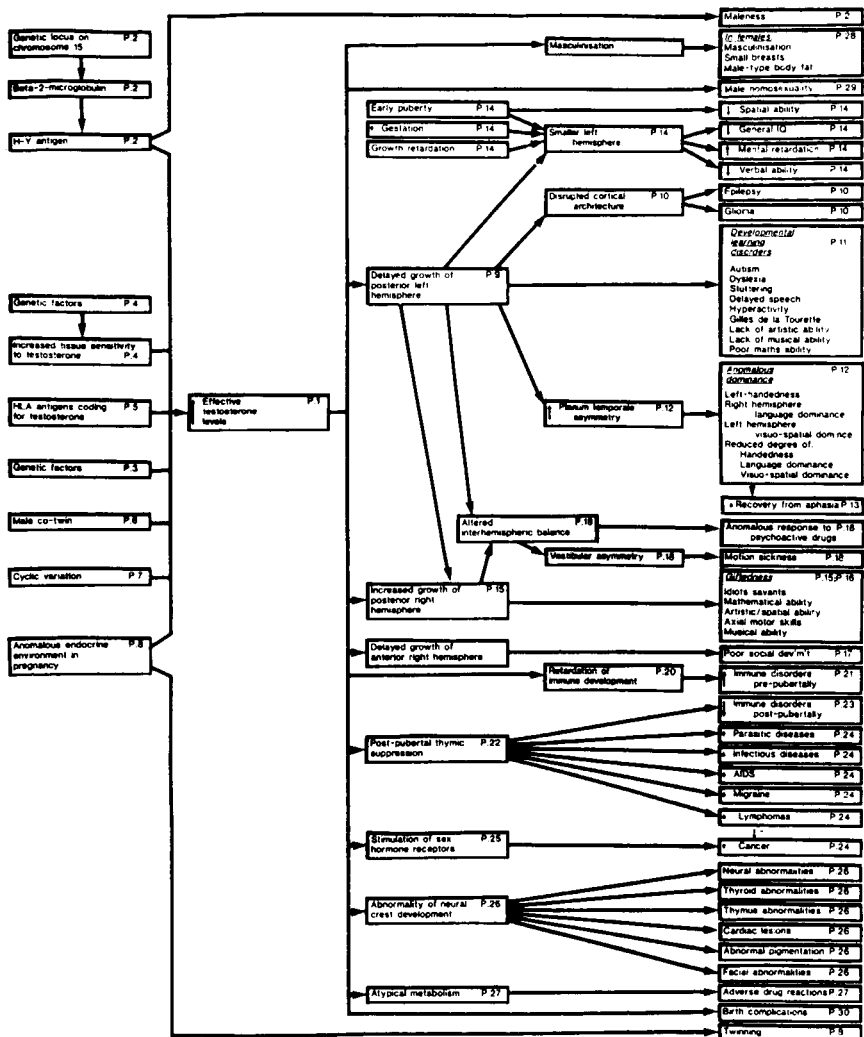 Genetic locus on P.2
chromosome 15
Beta-2-microglobulin P.2
H-Y antigen P.2
Genetic factors P.4
Increased tissue sensitivity
to testosterone P.4
HLA antigens coding P.5
for testosterone
Genetic factors P.3
Male co-twin P.6
Cyclic variation P.7
Anomalous endocrine P.8
environment in
pregnancy
↑ Effective P.1
testosterone
levels
Early puberty P.14
Gestation P.14
Growth retardation P.14
Delayed growth of P.9
posterior left
hemisphere
Increased growth of P.15
posterior right
hemisphere
Delayed growth of
anterior right hemisphere
Post-pubertal thymic P.22
suppression
Stimulation of sex P.25
hormone receptors
Abnormality of neural P.26
crest development
Atypical metabolism P.27
Masculinisation
Smaller left P.14
hemisphere
Disrupted cortical
architecture P.10
↑ Planum temporale
asymmetry P.12
Altered
interhemispheric balance P.18
Vestibular asymmetry P.18
Retardation of P.20
immune development
Maleness P.2
In females P.28
Masculinisation
Small breasts
Male-type body fat
Male homosexuality P.29
↓ Spatial ability P.14
↓ General IQ P.14
↑ Mental retardation P.14
↓ Verbal ability P.14
Epilepsy P.10
Glioma P.10
Developmental
learning P.11
disorders
Autism
Dyslexia
Stuttering
Delayed speech
Hyperactivity
Gilles de la Tourette
Lack of artistic ability
Lack of musical ability
Poor maths ability
Anomalous P.12
dominance
Left-handedness
Right hemisphere
language dominance
Left hemisphere
visuo-spatial domince
Reduced degree of:
Handedness
Language dominance
Visuo-spatial dominance
Recovery from aphasia P.13
Anomalous response to P.18
psychoactive drugs
Motion sickness P.18
Giftedness P.15,P.16
Idiots savants
Mathematical ability
Artistic/spatial ability
Axial motor skills
Musical ability
Poor social dev'm't P.17
↑ Immune disorders P.21
pre-pubertally
↓ Immune disorders P.23
post-pubertally
Parasitic diseases P.24
Infectious diseases P.24
AIDS P.24
Migraine P.24
Lymphomas P.24
Cancer P.24
Neural abnormalities P.26
Thyroid abnormalities P.26
Thymus abnormalities P.26
Cardiac lesions P.26
Abnormal pigmentation P.26
Facial abnormalities P.26
Adverse drug reactions P.27
Birth complications P.30
Twinning